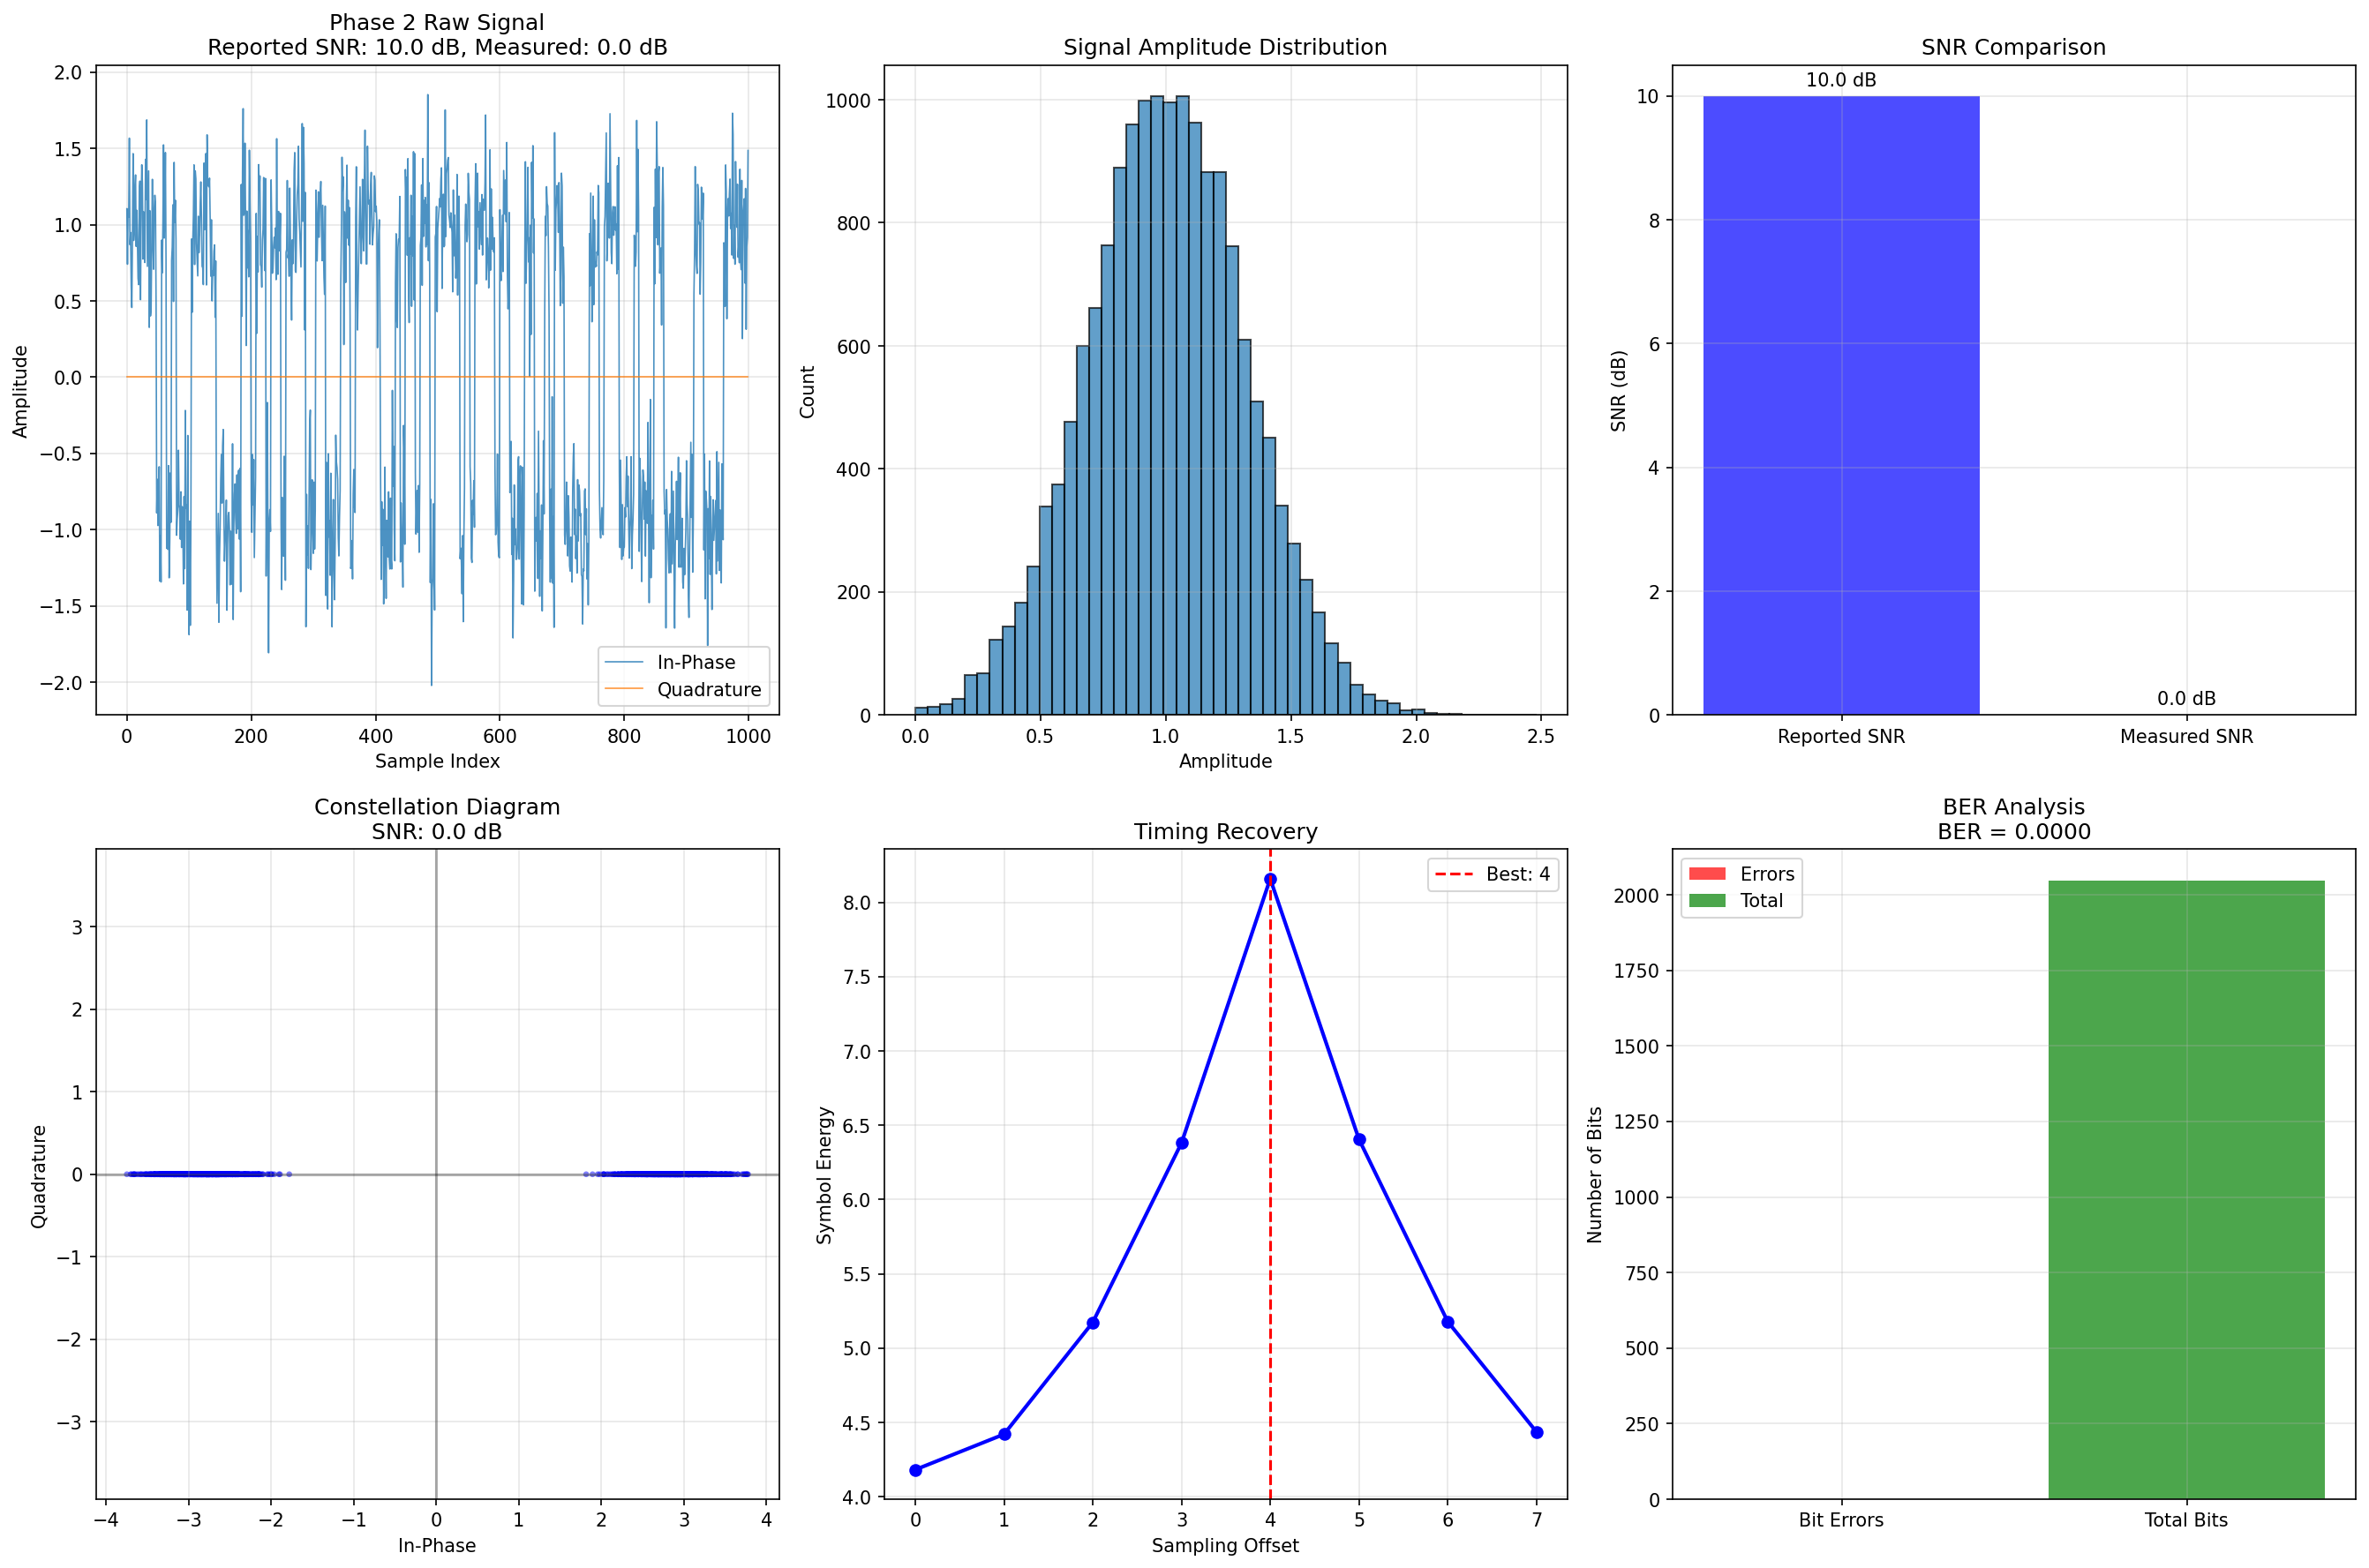 Phase 2 Raw Signal
Reported SNR: 10.0 dB, Measured: 0.0 dB
2.0
1.5
1.0
0.5
0.0
−0.5
−1.0
−1.5
−2.0
Amplitude
In-Phase
Quadrature
0 200 400 600 800 1000
Sample Index
Signal Amplitude Distribution
1000
800
600
400
200
0
Count
0.0 0.5 1.0 1.5 2.0 2.5
Amplitude
SNR Comparison
10.0 dB
0.0 dB
10
8
6
4
2
0
SNR (dB)
Reported SNR Measured SNR
Constellation Diagram
SNR: 0.0 dB
3
2
1
0
−1
−2
−3
Quadrature
−4 −3 −2 −1 0 1 2 3 4
In-Phase
Timing Recovery
Best: 4
8.0
7.5
7.0
6.5
6.0
5.5
5.0
4.5
4.0
Symbol Energy
0 1 2 3 4 5 6 7
Sampling Offset
BER Analysis
BER = 0.0000
Errors
Total
2000
1750
1500
1250
1000
750
500
250
0
Number of Bits
Bit Errors Total Bits